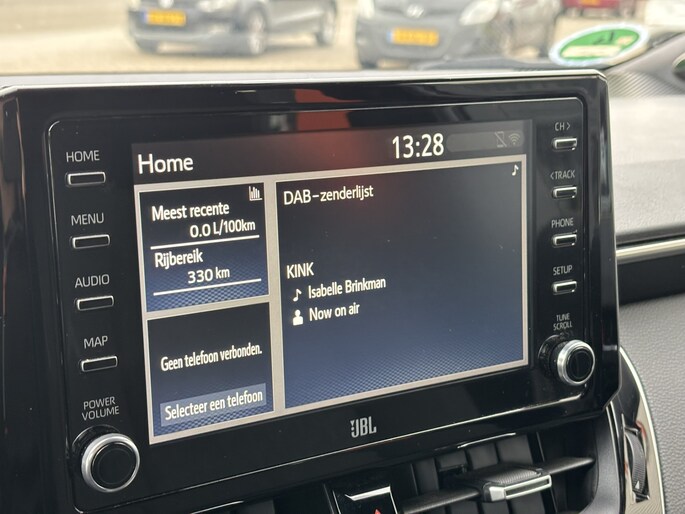 Home
13:28
Meest recente
0.0 L/100km
Rijbereik
330 km
Geen telefoon verbonden.
Selecteer een telefoon
DAB-zenderlijst
KINK
Isabelle Brinkman
Now on air
HOME
MENU
AUDIO
MAP
POWER
VOLUME
CH >
< TRACK
PHONE
SETUP
TUNE
SCROLL
JBL